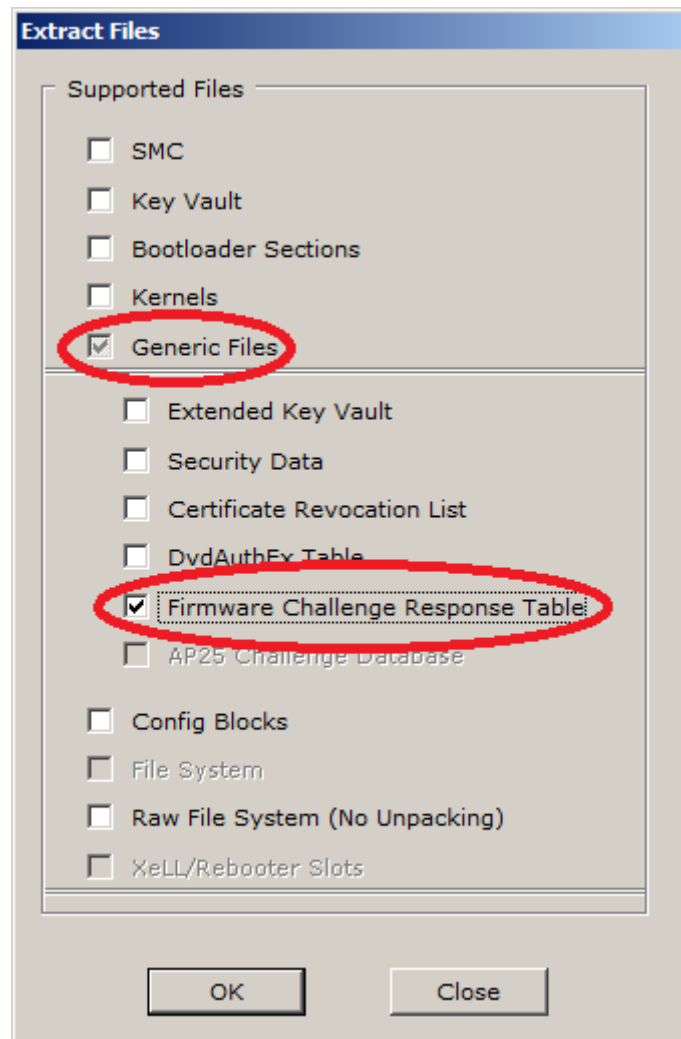 Extract Files
Supported Files
SMC
Key Vault
Bootloader Sections
Kernels
Generic Files
Extended Key Vault
Security Data
Certificate Revocation List
DvdAuthEx Table
Firmware Challenge Response Table
AP25 Challenge Database
Config Blocks
File System
Raw File System (No Unpacking)
XeLL/Rebooter Slots
OK Close